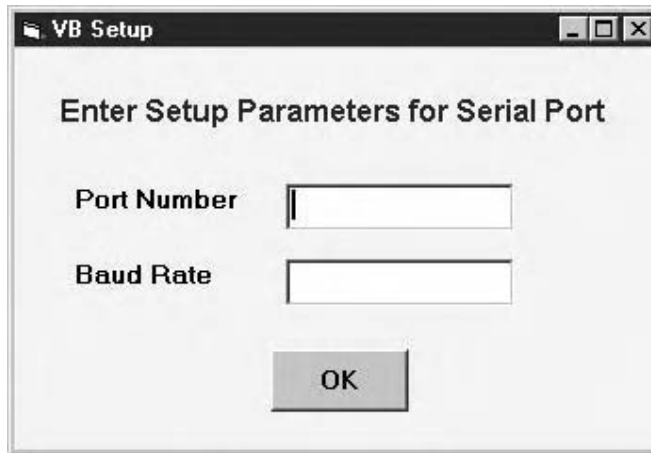 VB Setup
Enter Setup Parameters for Serial Port
Port Number
Baud Rate
OK